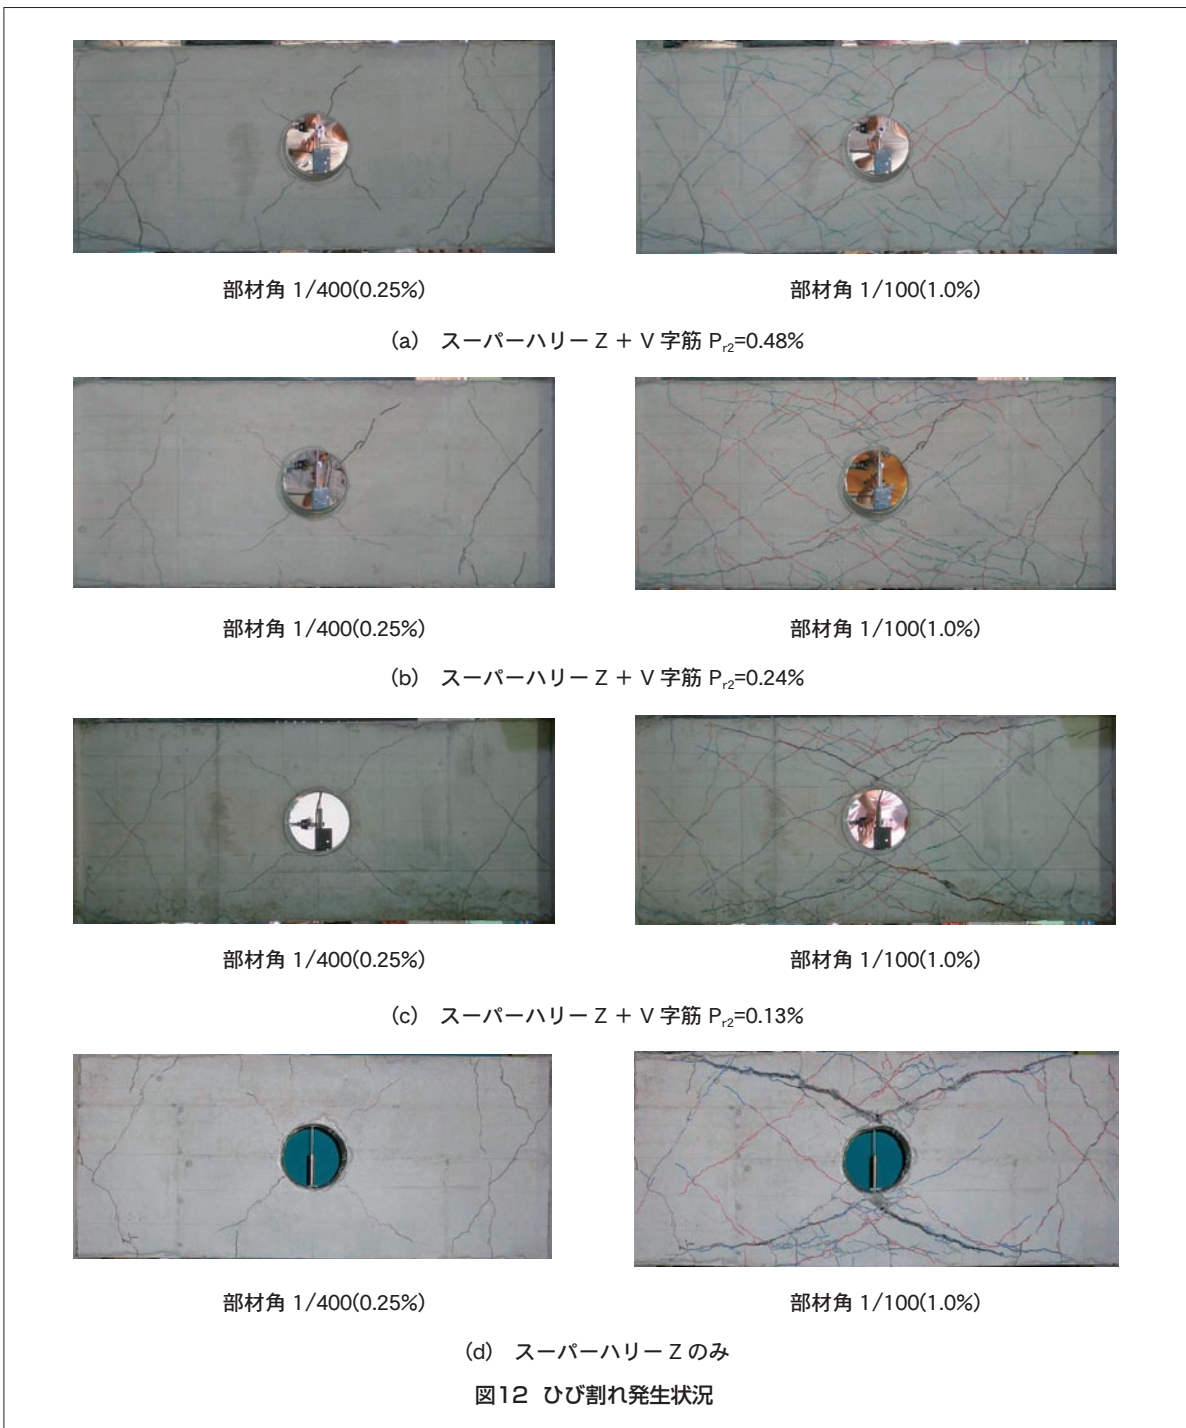 部材角 1/400(0.25%)
部材角 1/100(1.0%)
(a) スーパーハリー Z + V 字筋 Pr2=0.48%
部材角 1/400(0.25%)
部材角 1/100(1.0%)
(b) スーパーハリー Z + V 字筋 Pr2=0.24%
部材角 1/400(0.25%)
部材角 1/100(1.0%)
(c) スーパーハリー Z + V 字筋 Pr2=0.13%
部材角 1/400(0.25%)
部材角 1/100(1.0%)
(d) スーパーハリー Z のみ
図12 ひび割れ発生状況